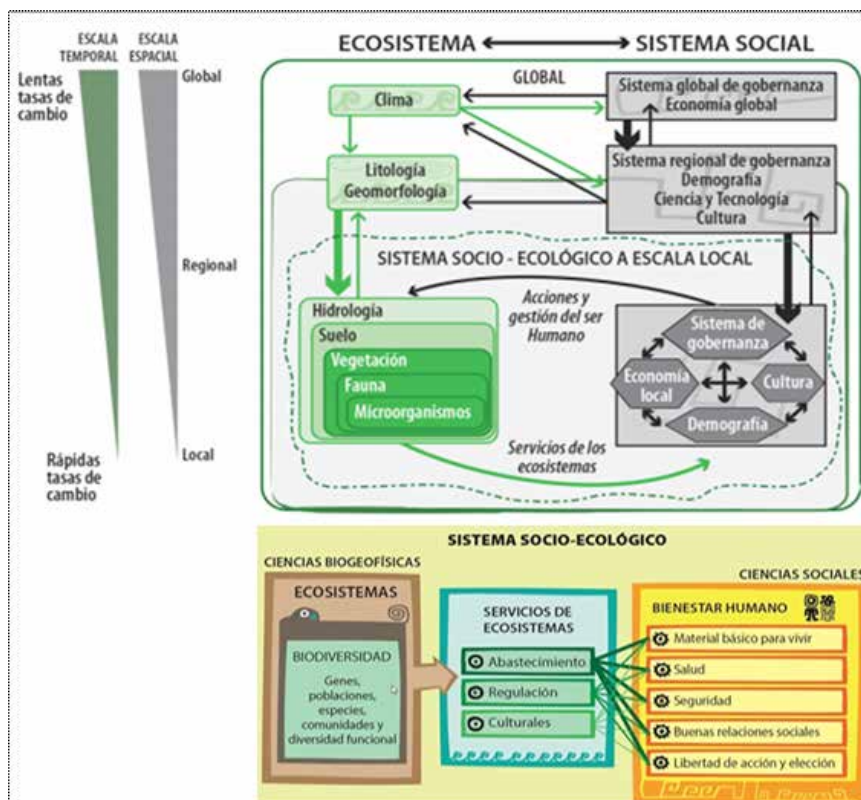 ESCALA
TEMPORAL
ESCALA
ESPACIAL
Lentas
tasas de
cambio
Global
Regional
Local
Rápidas
tasas de
cambio
ECOSISTEMA
SISTEMA SOCIAL
GLOBAL
Clima
Sistema global de gobernanza
Economía global
Litología
Geomorfología
Sistema regional de gobernanza
Demografía
Ciencia y Tecnología
Cultura
SISTEMA SOCIO - ECOLÓGICO A ESCALA LOCAL
Acciones y
gestión del ser
Humano
Hidrología
Suelo
Vegetación
Fauna
Microorganismos
Sistema de
gobernanza
Economía
local
Cultura
Demografía
Servicios de los
ecosistemas
SISTEMA SOCIO-ECOLÓGICO
CIENCIAS BIOGEOFÍSICAS
CIENCIAS SOCIALES
ECOSISTEMAS
BIODIVERSIDAD
Genes,
poblaciones,
especies,
comunidades y
diversidad funcional
SERVICIOS DE
ECOSISTEMAS
Abastecimiento
Regulación
Culturales
BIENESTAR HUMANO
Material básico para vivir
Salud
Seguridad
Buenas relaciones sociales
Libertad de acción y elección